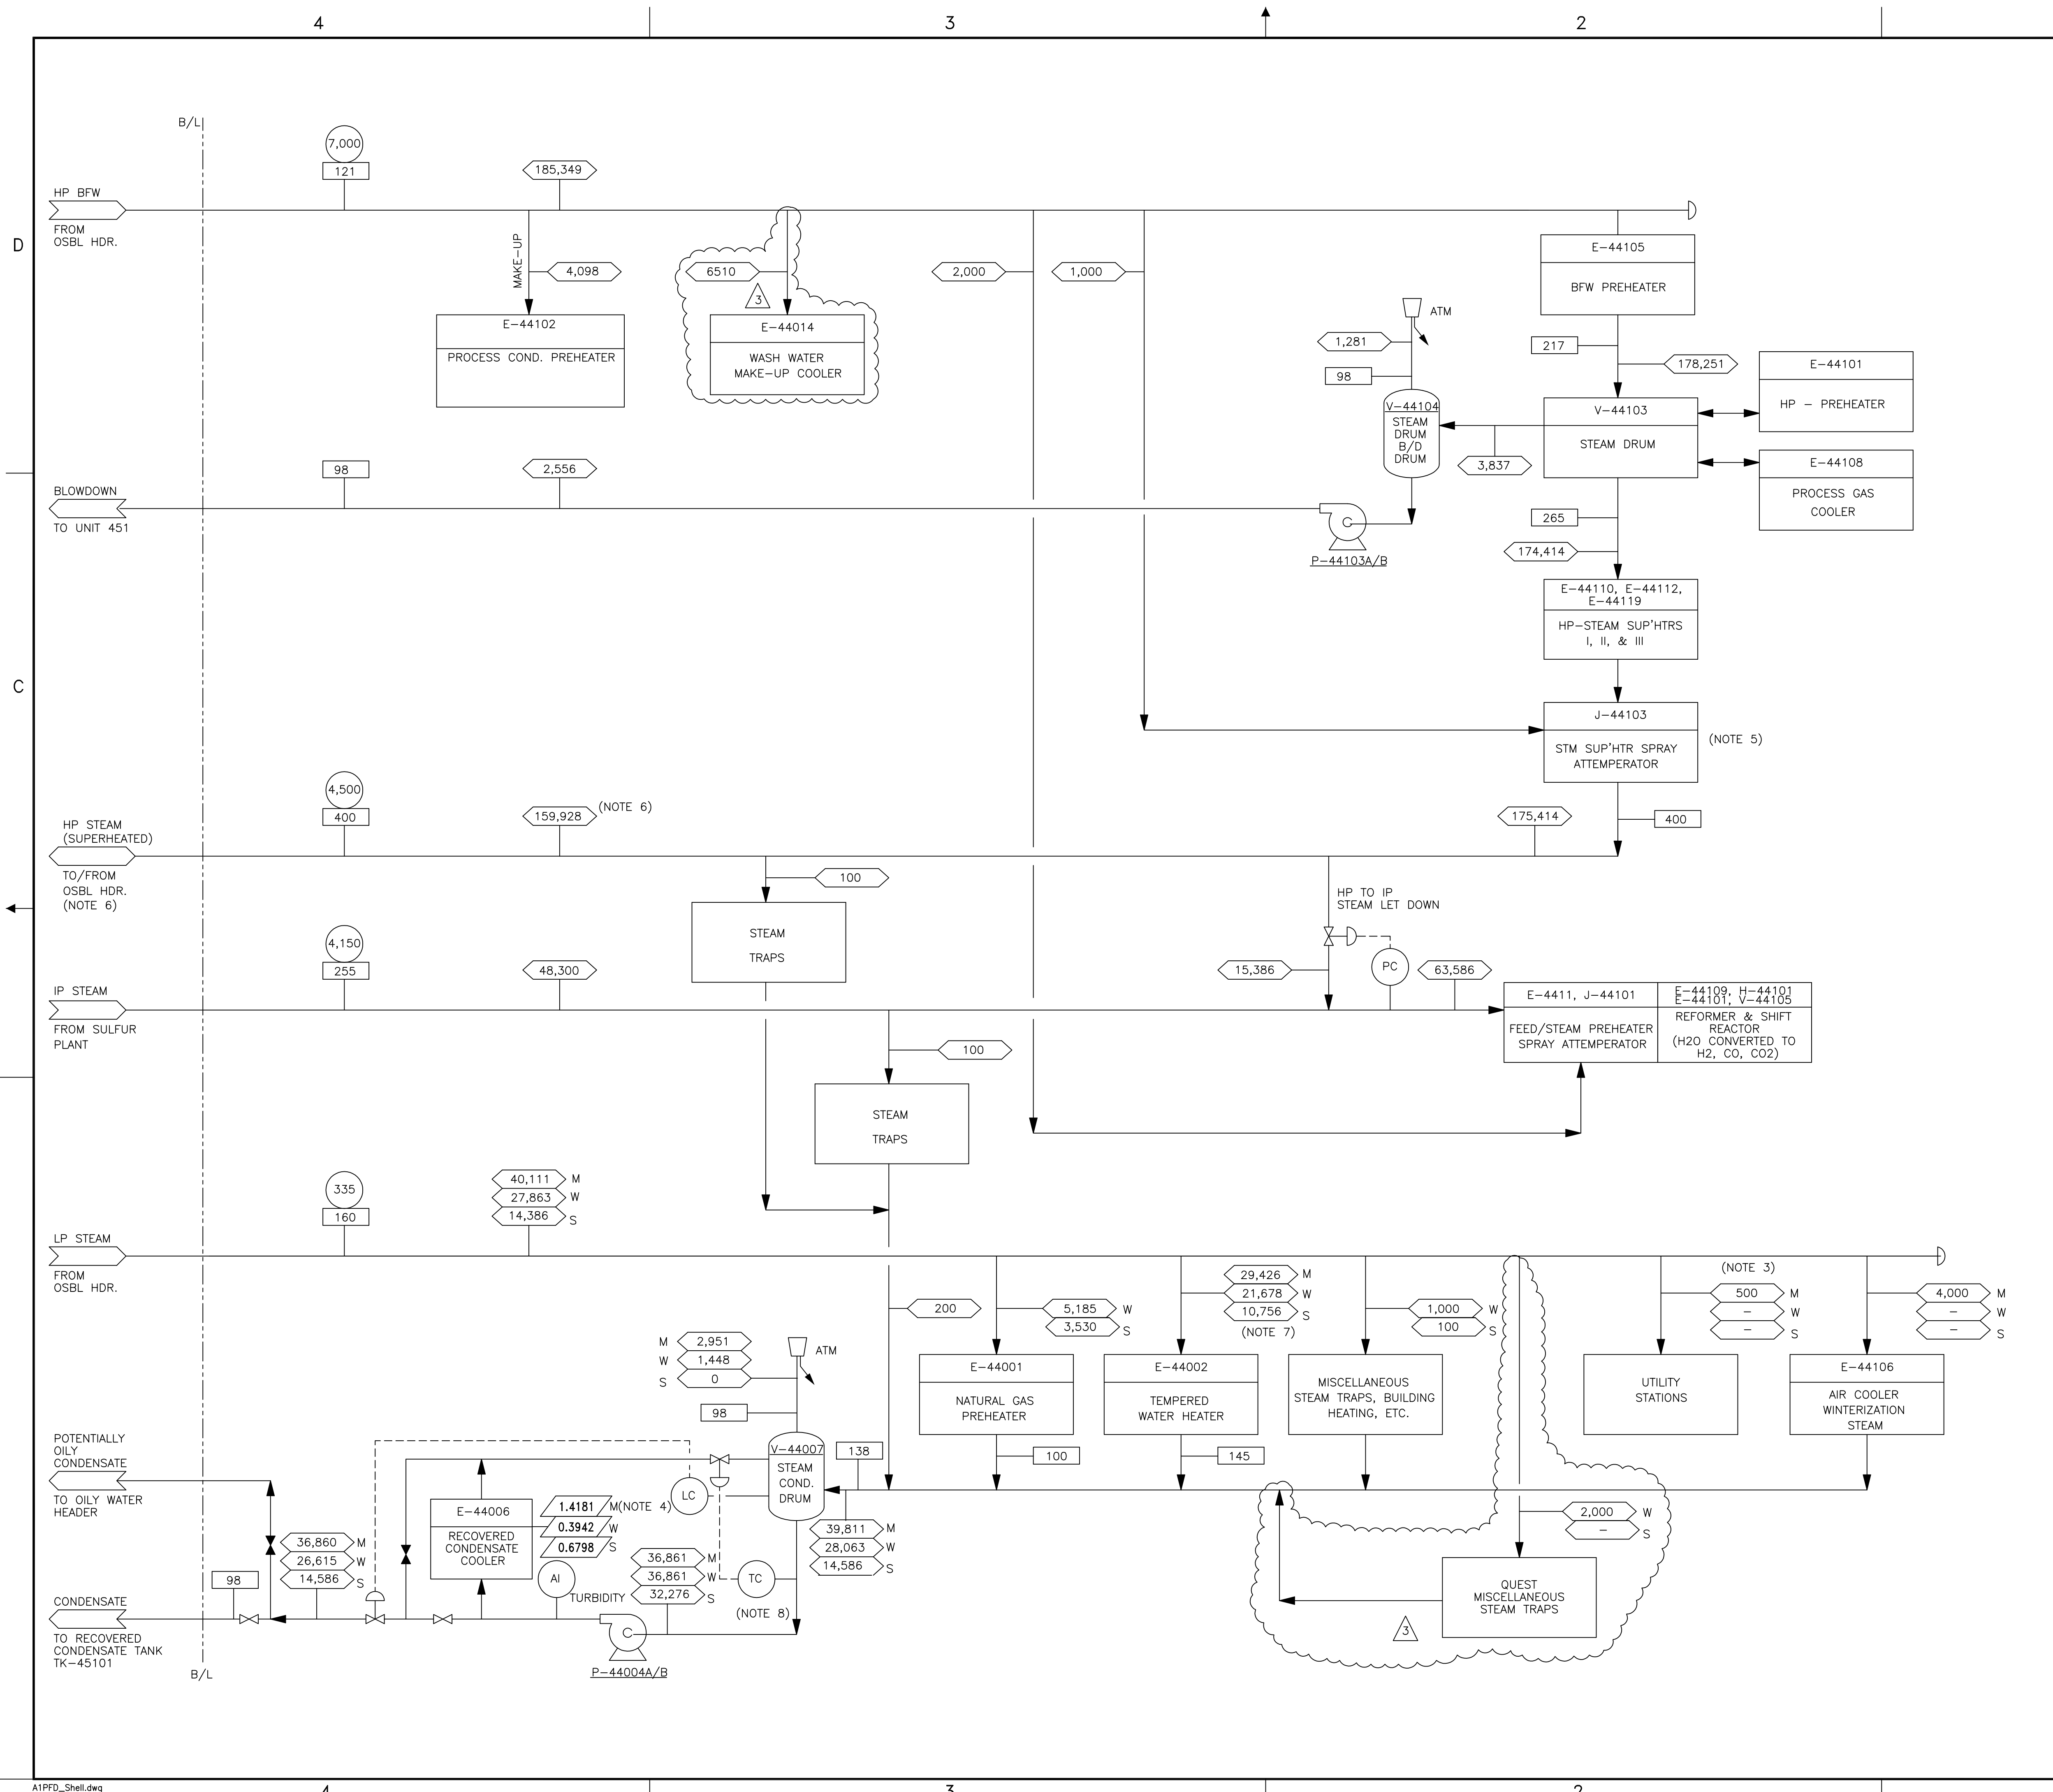 4
3
2
B/L
7,000
121
185,349
HP BFW
FROM
OSBL HDR.
D
MAKE-UP
4,098
6510
3
2,000
1,000
E-44105
BFW PREHEATER
E-44102
PROCESS COND. PREHEATER
E-44014
WASH WATER
MAKE-UP COOLER
ATM
1,281
98
217
178,251
E-44101
HP - PREHEATER
V-44104
STEAM
DRUM
B/D
DRUM
V-44103
STEAM DRUM
3,837
E-44108
PROCESS GAS
COOLER
98
2,556
BLOWDOWN
TO UNIT 451
C
P-44103A/B
265
174,414
E-44110, E-44112,
E-44119
HP-STEAM SUP'HTRS
I, II, & III
C
J-44103
STM SUP'HTR SPRAY
ATTEMPERATOR
(NOTE 5)
4,500
400
159,928
(NOTE 6)
175,414
400
HP STEAM
(SUPERHEATED)
TO/FROM
OSBL HDR.
(NOTE 6)
100
HP TO IP
STEAM LET DOWN
STEAM
TRAPS
4,150
255
48,300
15,386
PC
63,586
IP STEAM
FROM SULFUR
PLANT
E-4411, J-44101
FEED/STEAM PREHEATER
SPRAY ATTEMPERATOR
E-44109, H-44101
E-44101, V-44105
REFORMER & SHIFT
REACTOR
(H2O CONVERTED TO
H2, CO, CO2)
100
STEAM
TRAPS
335
160
40,111 M
27,863 W
14,386 S
LP STEAM
FROM
OSBL HDR.
200
5,185 W
3,530 S
29,426 M
21,678 W
10,756 S
(NOTE 7)
1,000 W
100 S
(NOTE 3)
500 M
- W
- S
4,000 M
- W
- S
M 2,951
W 1,448
S 0
ATM
98
E-44001
NATURAL GAS
PREHEATER
E-44002
TEMPERED
WATER HEATER
MISCELLANEOUS
STEAM TRAPS, BUILDING
HEATING, ETC.
UTILITY
STATIONS
E-44106
AIR COOLER
WINTERIZATION
STEAM
POTENTIALLY
OILY
CONDENSATE
TO OILY WATER
HEADER
V-44007
STEAM
COND.
DRUM
138
100
145
LC
E-44006
RECOVERED
CONDENSATE
COOLER
1.4181 M(NOTE 4)
0.3942 W
0.6798 S
39,811 M
28,063 W
14,586 S
2,000 W
- S
36,860 M
26,615 W
14,586 S
98
AI
TURBIDITY
36,861 M
36,861 W
32,276 S
TC
(NOTE 8)
QUEST
MISCELLANEOUS
STEAM TRAPS
3
CONDENSATE
TO RECOVERED
CONDENSATE TANK
TK-45101
C
P-44004A/B
B/L
A1PFD_Shell.dwg
4
3
2